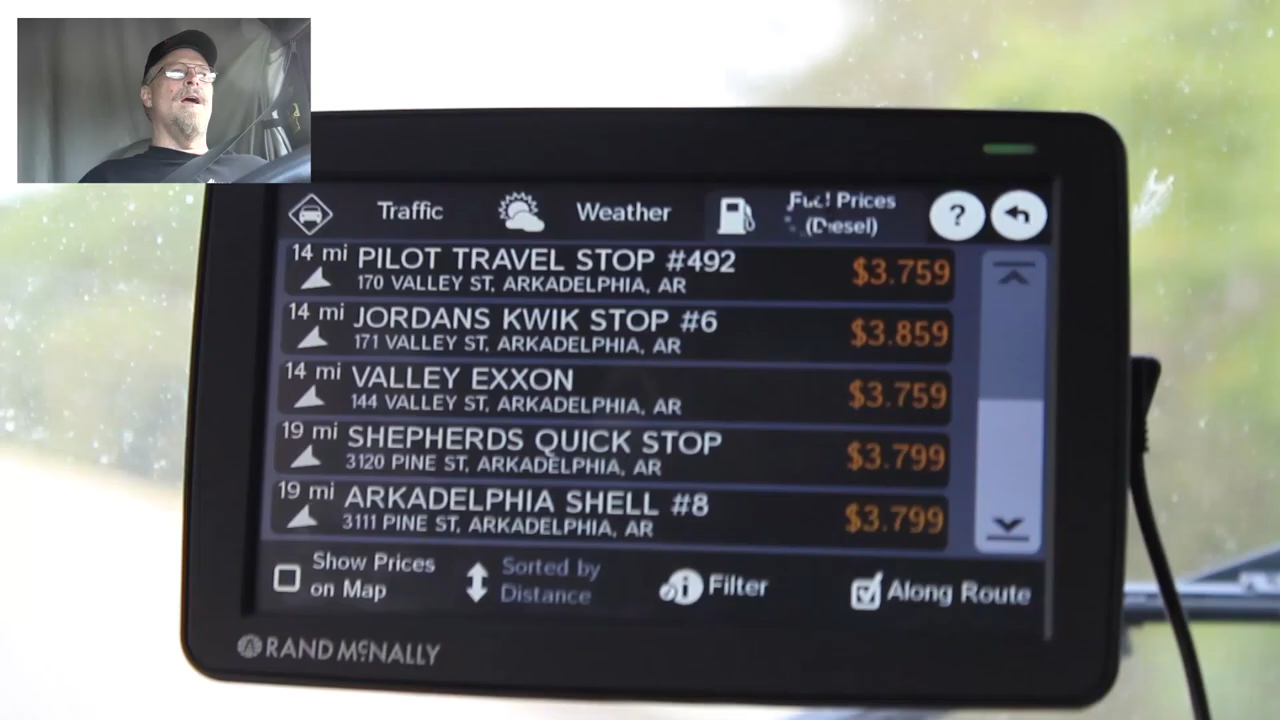 Traffic
Weather
Fuel Prices
(Diesel)
?
14 mi PILOT TRAVEL STOP #492 $3.759
170 VALLEY ST, ARKADELPHIA, AR
14 mi JORDANS KWIK STOP #6 $3.859
171 VALLEY ST, ARKADELPHIA, AR
14 mi VALLEY EXXON $3.759
144 VALLEY ST, ARKADELPHIA, AR
19 mi SHEPHERDS QUICK STOP $3.799
3120 PINE ST, ARKADELPHIA, AR
19 mi ARKADELPHIA SHELL #8 $3.799
3111 PINE ST, ARKADELPHIA, AR
Show Prices
on Map
Sorted by
Distance
Filter
Along Route
RAND McNALLY